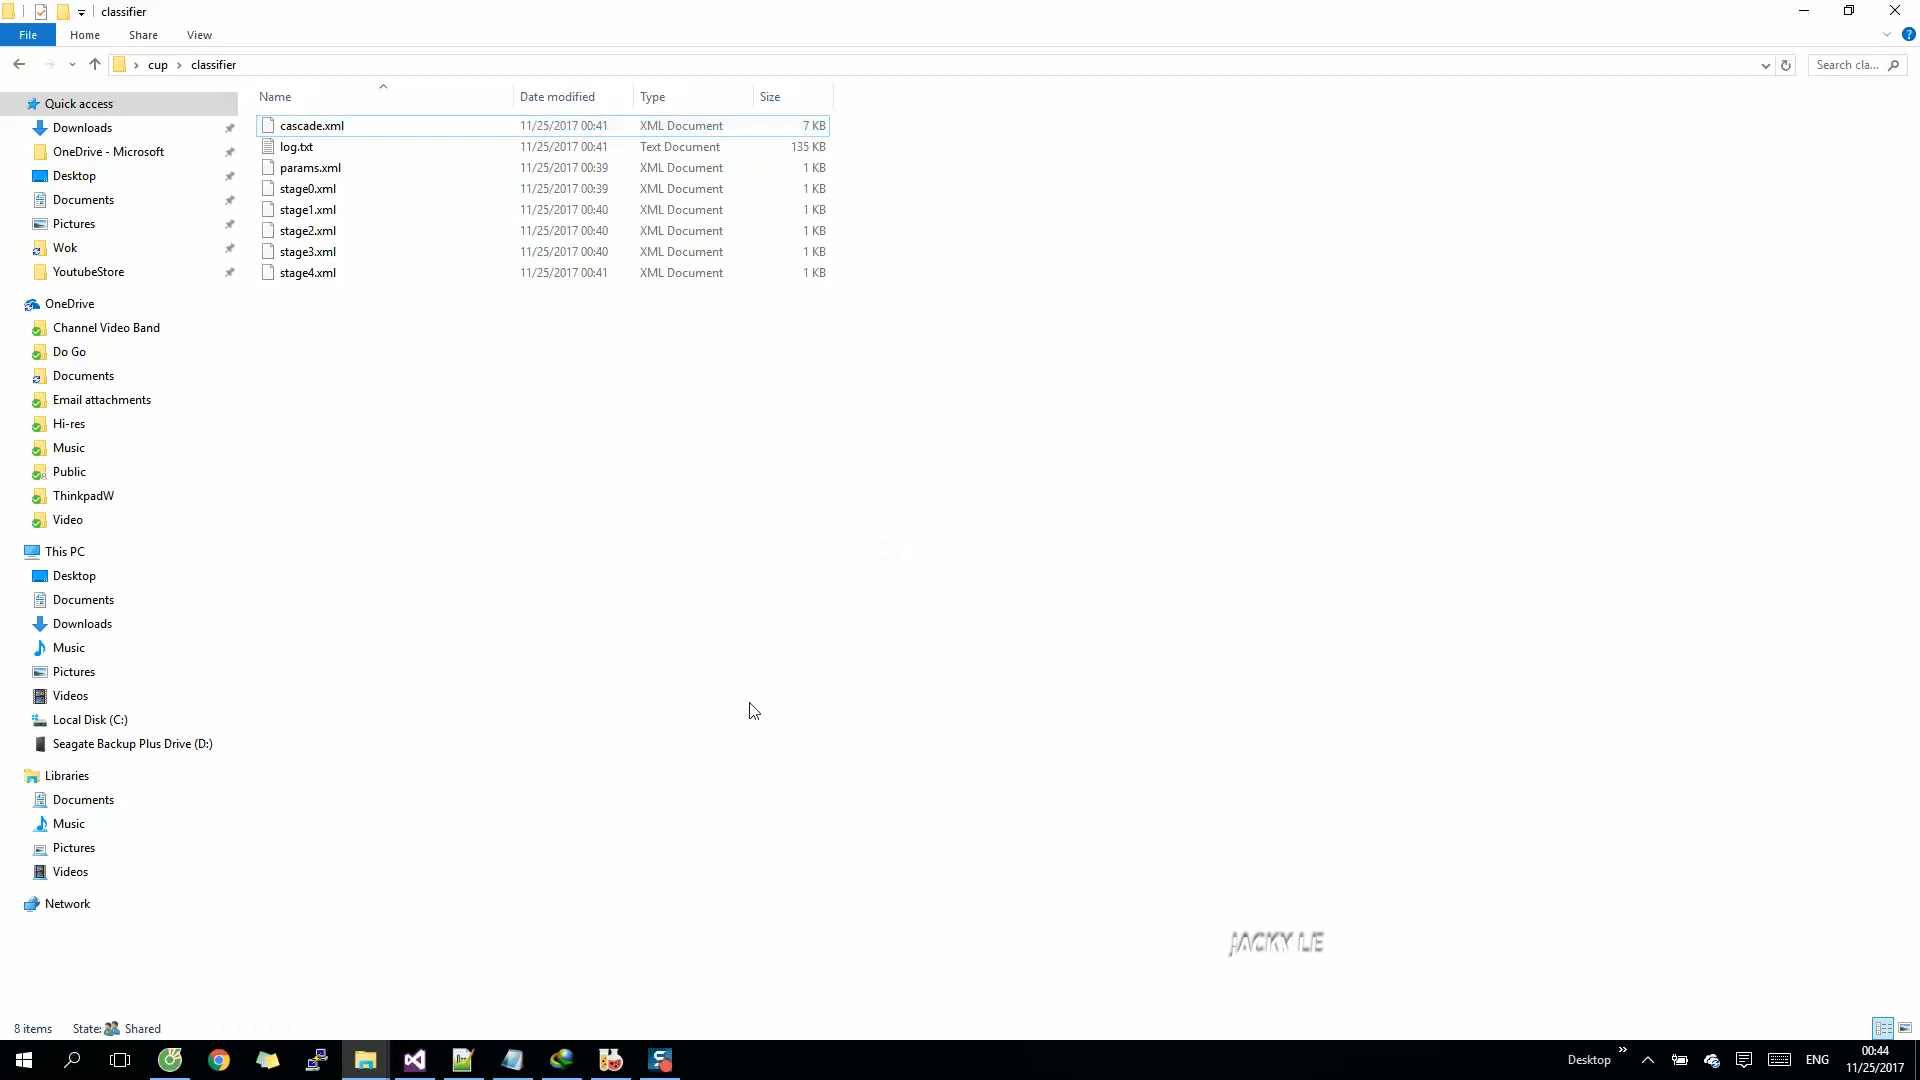 classifier
File Home Share View
cup classifier Search cla...
Name Date modified Type Size
cascade.xml 11/25/2017 00:41 XML Document 7 KB
log.txt 11/25/2017 00:41 Text Document 135 KB
params.xml 11/25/2017 00:39 XML Document 1 KB
stage0.xml 11/25/2017 00:39 XML Document 1 KB
stage1.xml 11/25/2017 00:40 XML Document 1 KB
stage2.xml 11/25/2017 00:40 XML Document 1 KB
stage3.xml 11/25/2017 00:40 XML Document 1 KB
stage4.xml 11/25/2017 00:41 XML Document 1 KB
Quick access
Downloads
OneDrive - Microsoft
Desktop
Documents
Pictures
Wok
YoutubeStore
OneDrive
Channel Video Band
Do Go
Documents
Email attachments
Hi-res
Music
Public
ThinkpadW
Video
This PC
Desktop
Documents
Downloads
Music
Pictures
Videos
Local Disk (C:)
Seagate Backup Plus Drive (D:)
Libraries
Documents
Music
Pictures
Videos
Network
JACKY LE
8 items State: Shared
Desktop ENG 00:44
11/25/2017